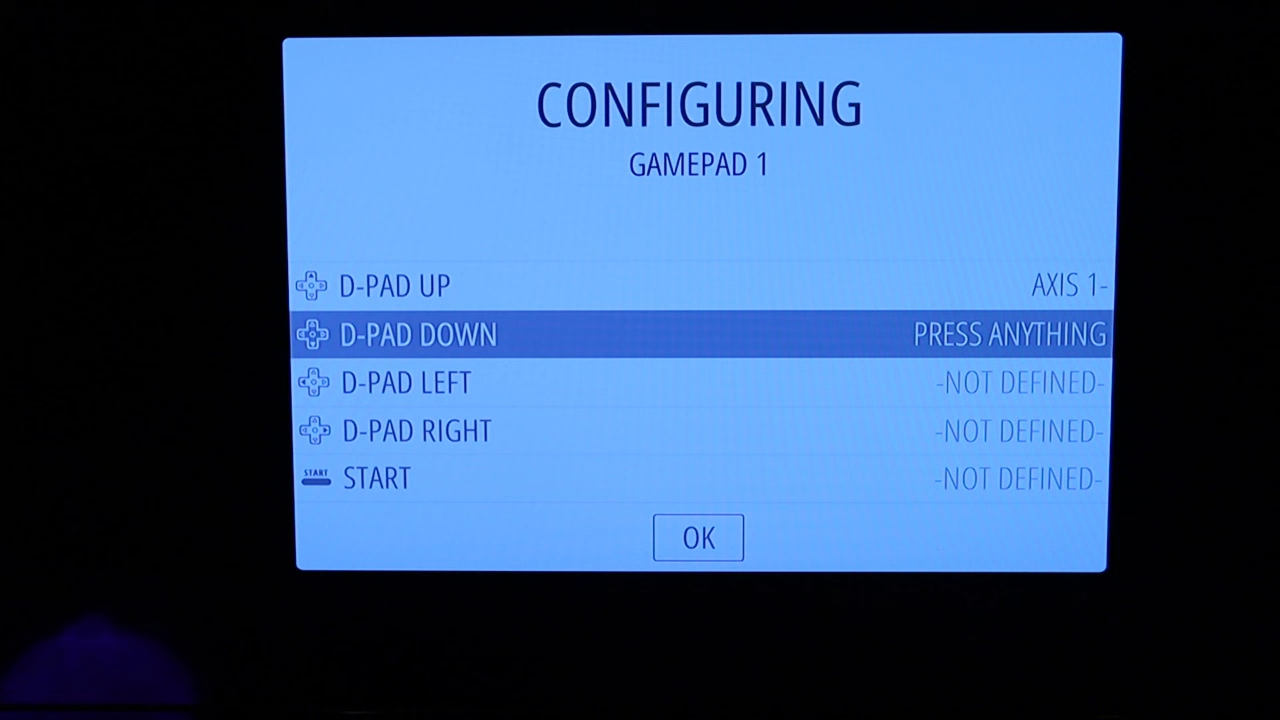 CONFIGURING
GAMEPAD 1
D-PAD UP AXIS 1-
D-PAD DOWN PRESS ANYTHING
D-PAD LEFT -NOT DEFINED-
D-PAD RIGHT -NOT DEFINED-
START START -NOT DEFINED-
OK